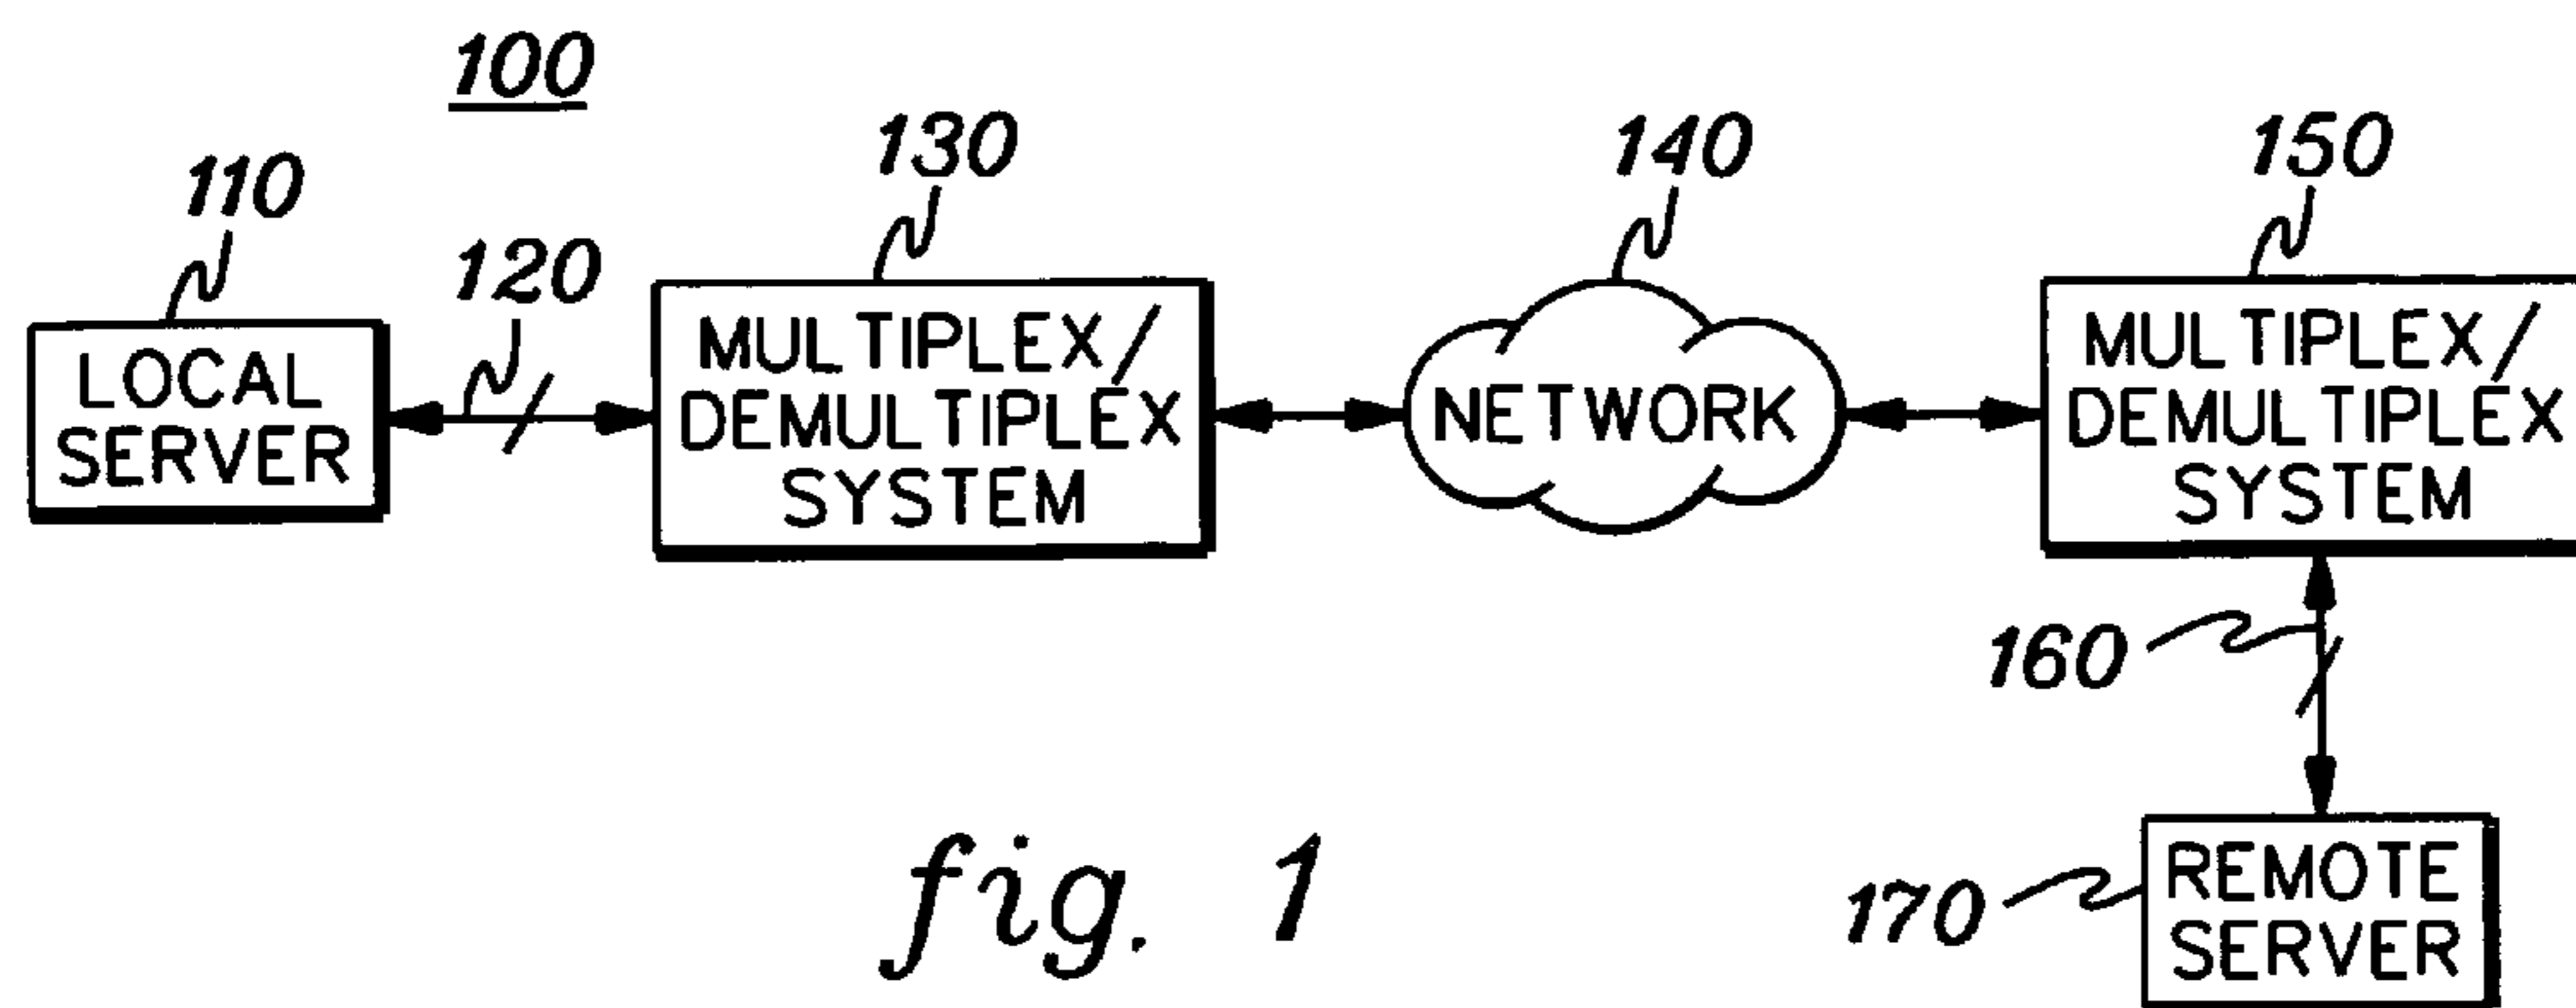 100
110
120
130
140
150
LOCAL
SERVER
MULTIPLEX/
DEMULTIPLEX
SYSTEM
NETWORK
MULTIPLEX/
DEMULTIPLEX
SYSTEM
160
170
REMOTE
SERVER
fig. 1